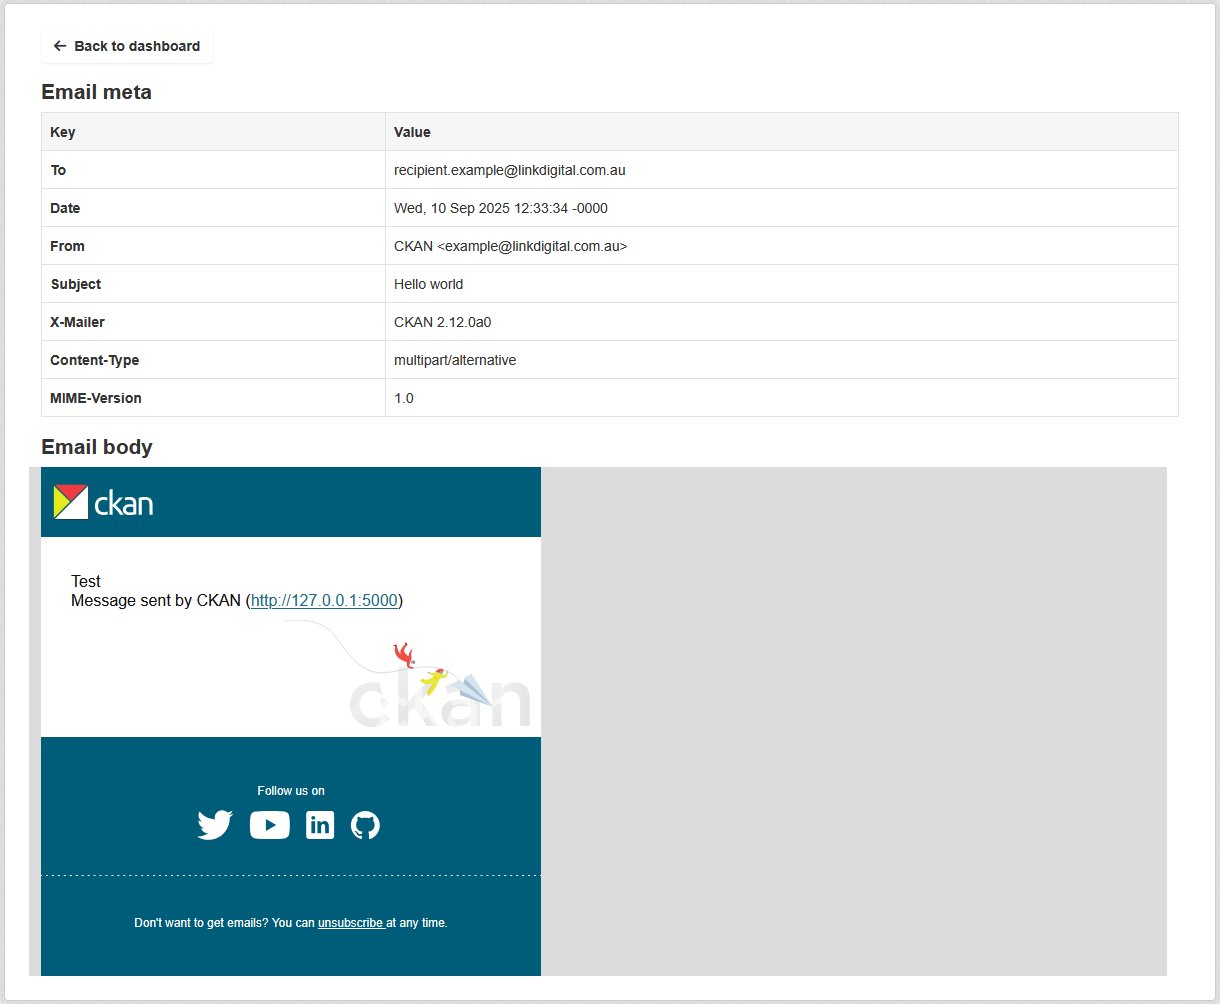 Back to dashboard
Email meta
Key Value
To recipient.example@linkdigital.com.au
Date Wed, 10 Sep 2025 12:33:34 -0000
From CKAN <example@linkdigital.com.au>
Subject Hello world
X-Mailer CKAN 2.12.0a0
Content-Type multipart/alternative
MIME-Version 1.0
Email body
ckan
Test
Message sent by CKAN (http://127.0.0.1:5000)
ckan
Follow us on
in
Don't want to get emails? You can unsubscribe at any time.